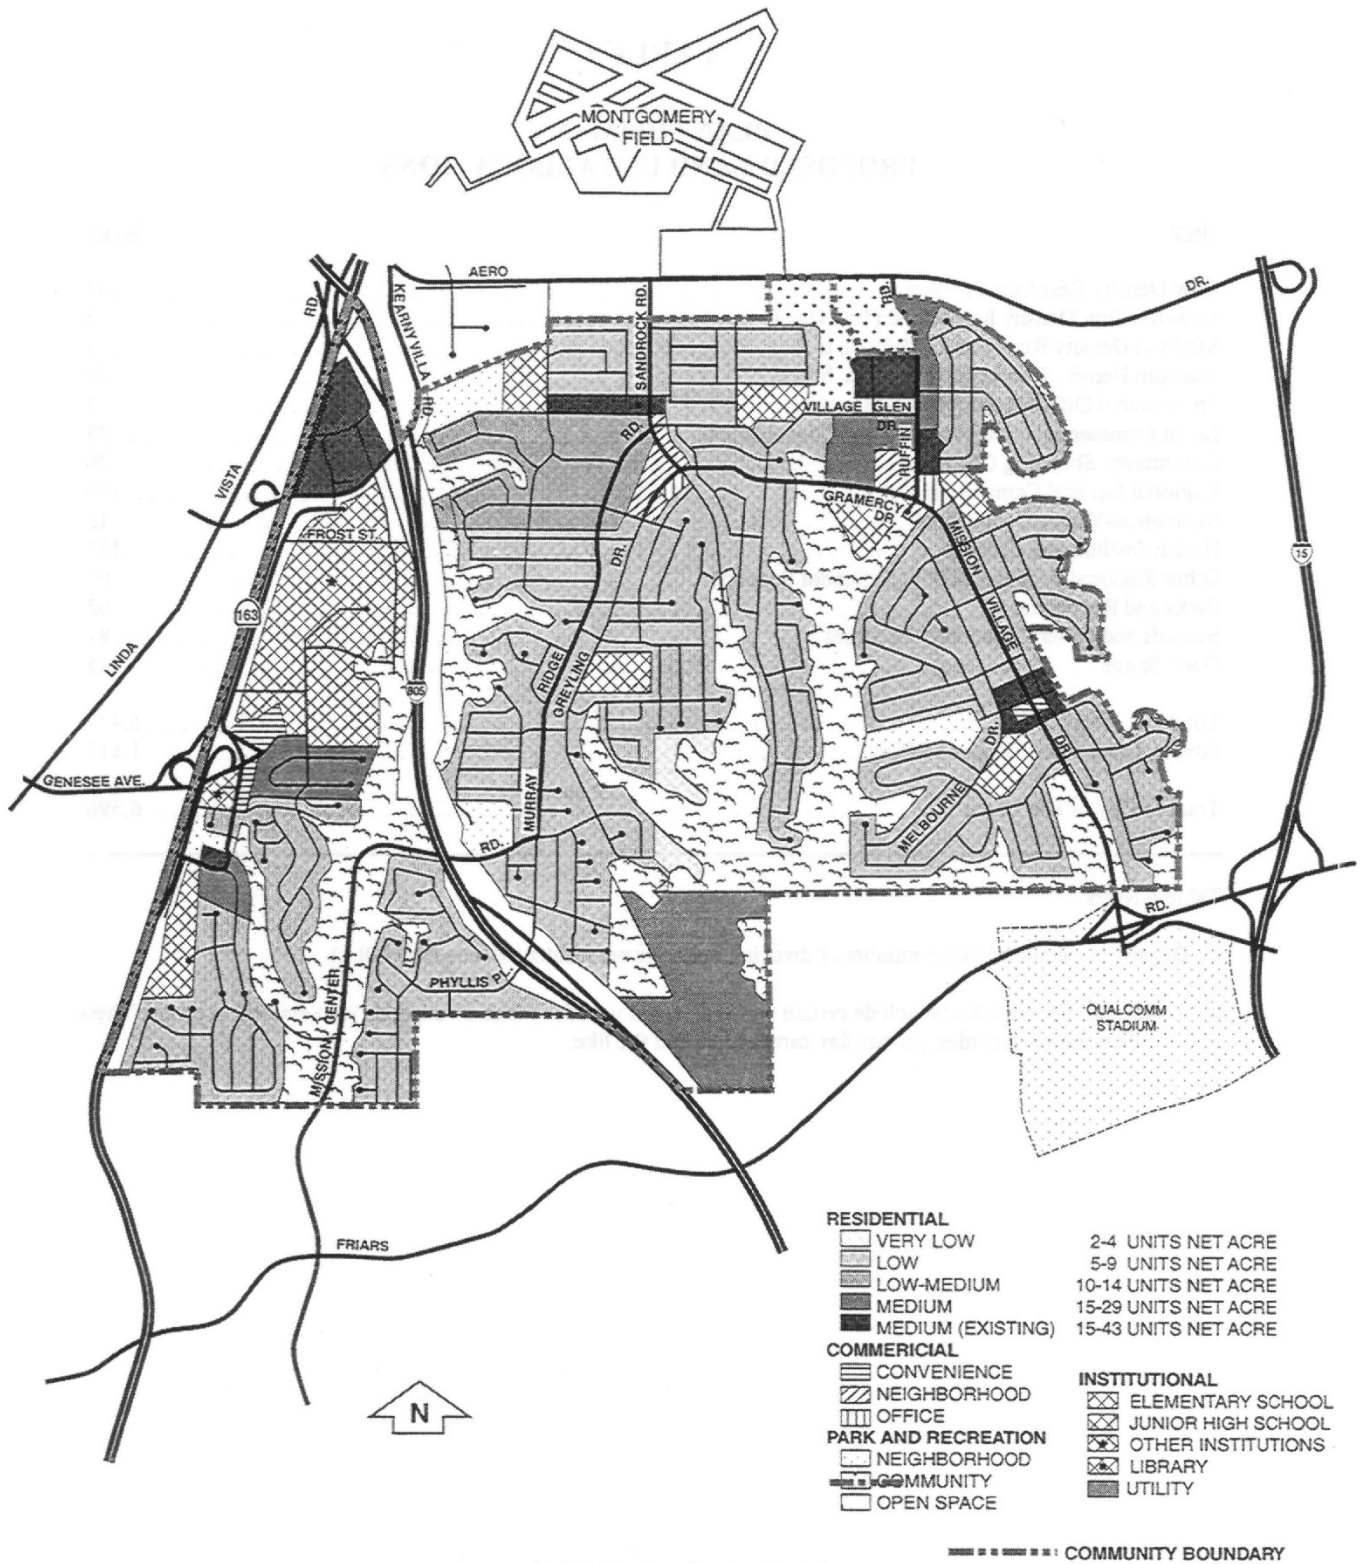 MONTGOMERY
FIELD
AERO
DR.
RD.
KEARNY VILLA RD.
SANDROCK RD.
RD.
VILLAGE GLEN
DR.
RUFFIN
RD.
VISTA
LINDA
GRAMERCY
DR.
FROST ST.
163
805
15
MISSION VILLAGE DR.
DR.
RIDGE
GREYLING
MURRAY
RD.
GENESEE AVE.
DR.
MELBOURNE
RD.
PHYLLIS PL.
MISSION CENTER
QUALCOMM
STADIUM
FRIARS
N
RESIDENTIAL
VERY LOW 2-4 UNITS NET ACRE
LOW 5-9 UNITS NET ACRE
LOW-MEDIUM 10-14 UNITS NET ACRE
MEDIUM 15-29 UNITS NET ACRE
MEDIUM (EXISTING) 15-43 UNITS NET ACRE
COMMERICIAL
CONVENIENCE
NEIGHBORHOOD
OFFICE
PARK AND RECREATION
NEIGHBORHOOD
COMMUNITY
OPEN SPACE
INSTITUTIONAL
ELEMENTARY SCHOOL
JUNIOR HIGH SCHOOL
OTHER INSTITUTIONS
LIBRARY
UTILITY
COMMUNITY BOUNDARY